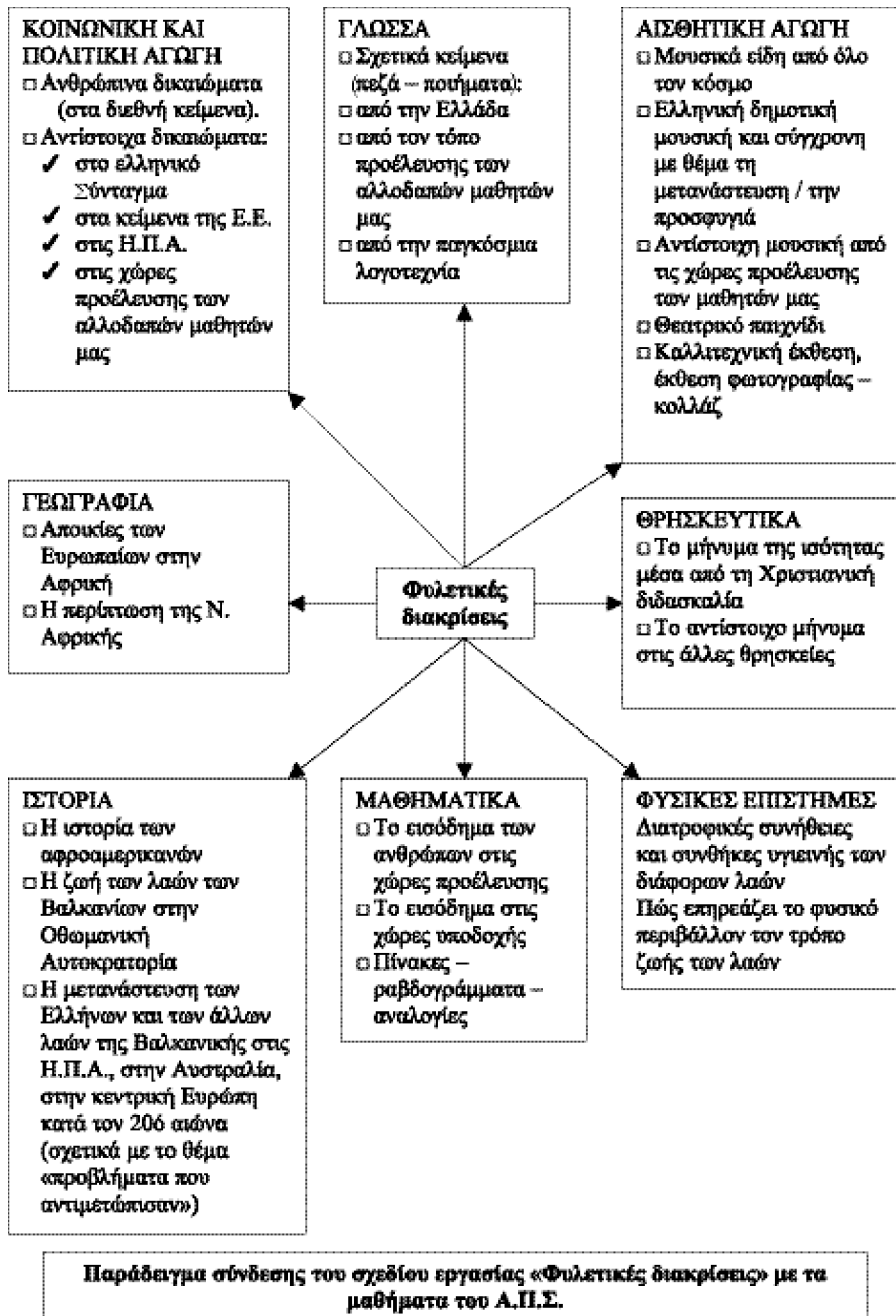 ΚΟΙΝΩΝΙΚΗ ΚΑΙ
ΠΟΛΙΤΙΚΗ ΑΓΩΓΗ
□ Ανθρώπινα δικαιώματα
(στα διεθνή κείμενα).
□ Αντίστοιχα δικαιώματα:
✓ στο ελληνικό
Σύνταγμα
✓ στα κείμενα της Ε.Ε.
✓ στις Η.Π.Α.
✓ στις χώρες
προέλευσης των
αλλοδαπών μαθητών
μας
ΓΛΩΣΣΑ
□ Σχετικά κείμενα
(πεζά – ποιήματα):
□ από την Ελλάδα
□ από τον τόπο
προέλευσης των
αλλοδαπών μαθητών
μας
□ από την παγκόσμια
λογοτεχνία
ΑΙΣΘΗΤΙΚΗ ΑΓΩΓΗ
□ Μουσικά είδη από όλο
τον κόσμο
□ Ελληνική δημοτική
μουσική και σύγχρονη
με θέμα τη
μετανάστευση / την
προσφυγιά
□ Αντίστοιχη μουσική από
τις χώρες προέλευσης
των μαθητών μας
□ Θεατρικό παιχνίδι
□ Καλλιτεχνική έκθεση,
έκθεση φωτογραφίας –
κολλάζ
ΓΕΩΓΡΑΦΙΑ
□ Αποικίες των
Ευρωπαίων στην
Αφρική
□ Η περίπτωση της Ν.
Αφρικής
Φυλετικές
διακρίσεις
ΘΡΗΣΚΕΥΤΙΚΑ
□ Το μήνυμα της ισότητας
μέσα από τη Χριστιανική
διδασκαλία
□ Το αντίστοιχο μήνυμα
στις άλλες θρησκείες
ΙΣΤΟΡΙΑ
□ Η ιστορία των
αφροαμερικανών
□ Η ζωή των λαών των
Βαλκανίων στην
Οθωμανική
Αυτοκρατορία
□ Η μετανάστευση των
Ελλήνων και των άλλων
λαών της Βαλκανικής στις
Η.Π.Α., στην Αυστραλία,
στην κεντρική Ευρώπη
κατά τον 20ό αιώνα
(σχετικά με το θέμα
«προβλήματα που
αντιμετώπισαν»)
ΜΑΘΗΜΑΤΙΚΑ
□ Το εισόδημα των
ανθρώπων στις
χώρες προέλευσης
□ Το εισόδημα στις
χώρες υποδοχής
□ Πίνακες –
ραβδογράμματα –
αναλογίες
ΦΥΣΙΚΕΣ ΕΠΙΣΤΗΜΕΣ
Διατροφικές συνήθειες
και συνθήκες υγιεινής των
διάφορων λαών
Πώς επηρεάζει το φυσικό
περιβάλλον τον τρόπο
ζωής των λαών
Παράδειγμα σύνδεσης του σχεδίου εργασίας «Φυλετικές διακρίσεις» με τα
μαθήματα του Α.Π.Σ.